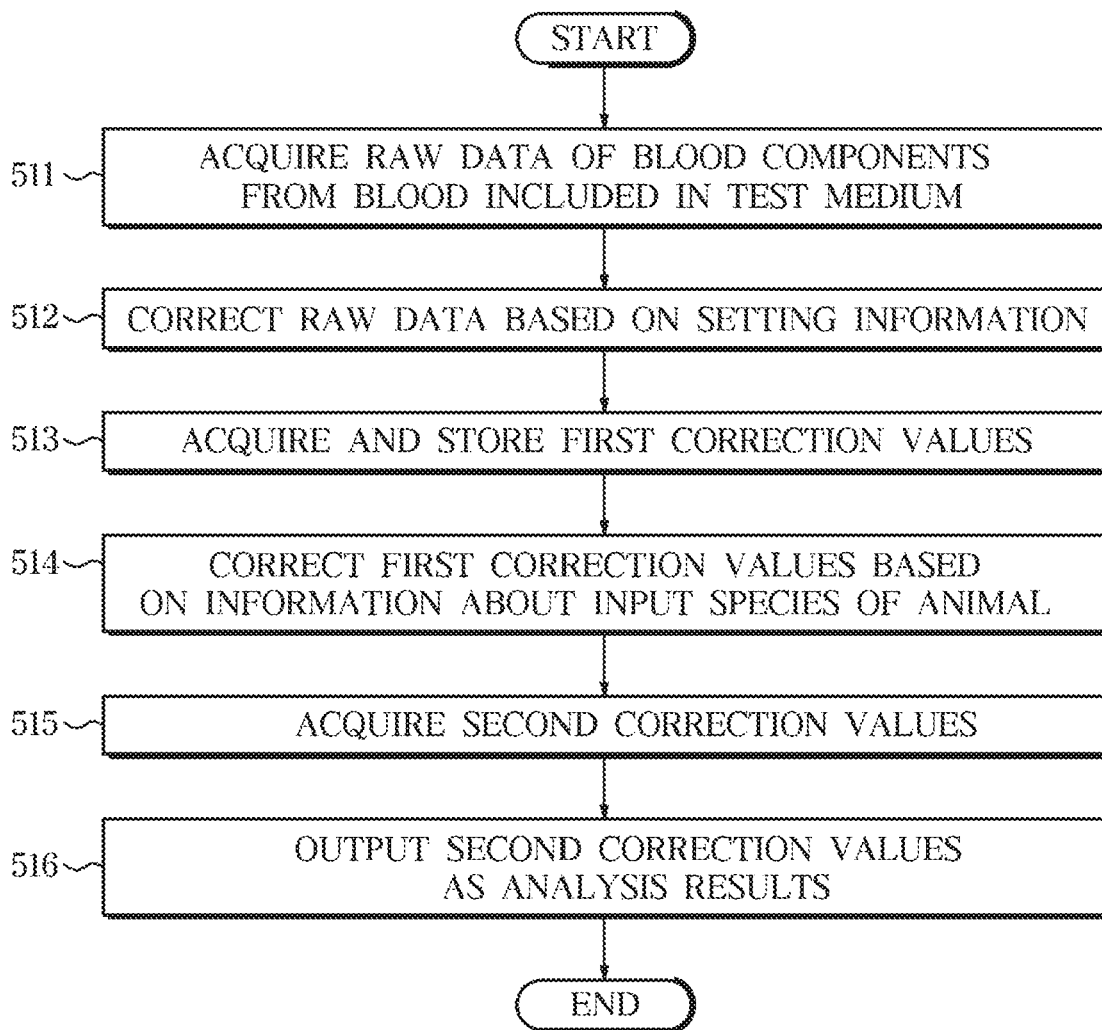 START
511
ACQUIRE RAW DATA OF BLOOD COMPONENTS
FROM BLOOD INCLUDED IN TEST MEDIUM
512
CORRECT RAW DATA BASED ON SETTING INFORMATION
513
ACQUIRE AND STORE FIRST CORRECTION VALUES
514
CORRECT FIRST CORRECTION VALUES BASED
ON INFORMATION ABOUT INPUT SPECIES OF ANIMAL
515
ACQUIRE SECOND CORRECTION VALUES
516
OUTPUT SECOND CORRECTION VALUES
AS ANALYSIS RESULTS
END